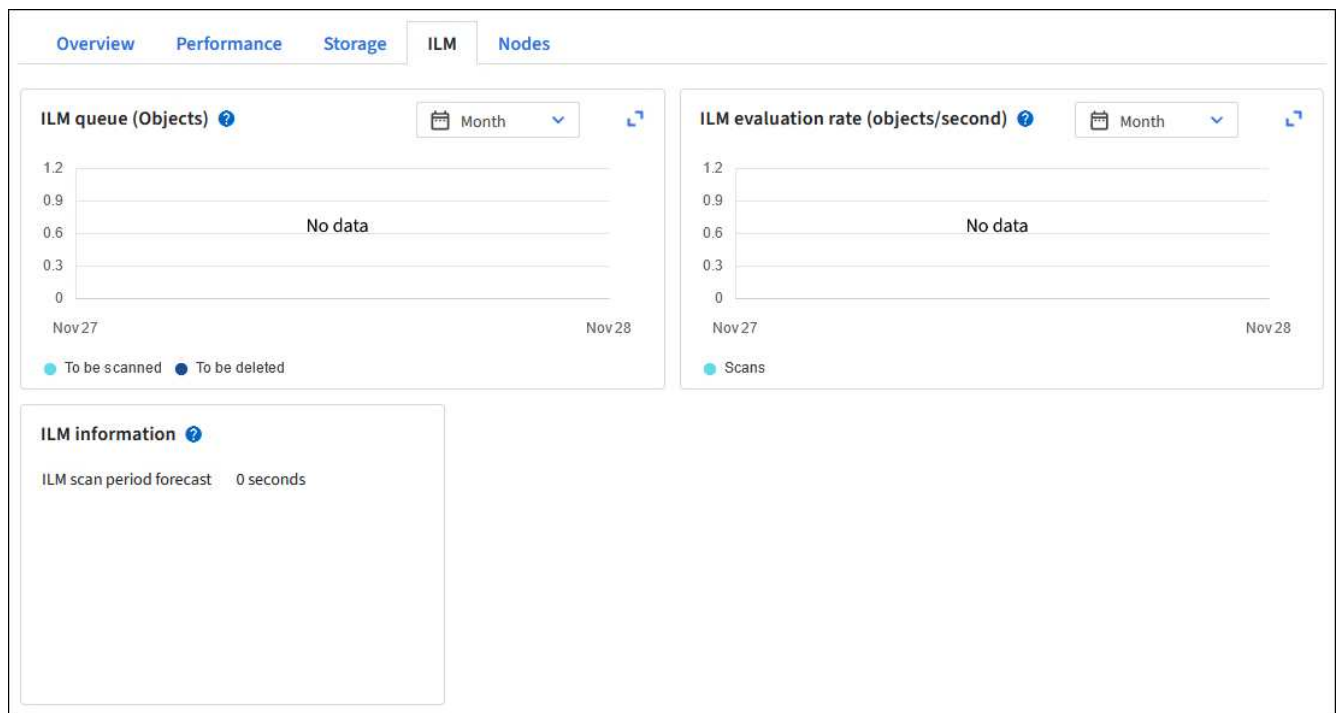 Overview Performance Storage ILM Nodes
ILM queue (Objects) ? Month
1.2
0.9
0.6
0.3
0
No data
Nov 27 Nov 28
To be scanned To be deleted
ILM evaluation rate (objects/second) ? Month
1.2
0.9
0.6
0.3
0
No data
Nov 27 Nov 28
Scans
ILM information ?
ILM scan period forecast 0 seconds